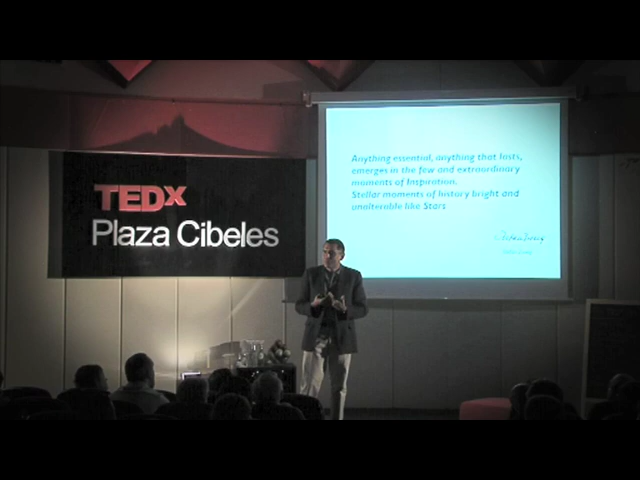 TEDx
Plaza Cibeles
Anything essential, anything that lasts,
emerges in the few and extraordinary
moments of Inspiration.
Stellar moments of history bright and
unalterable like Stars